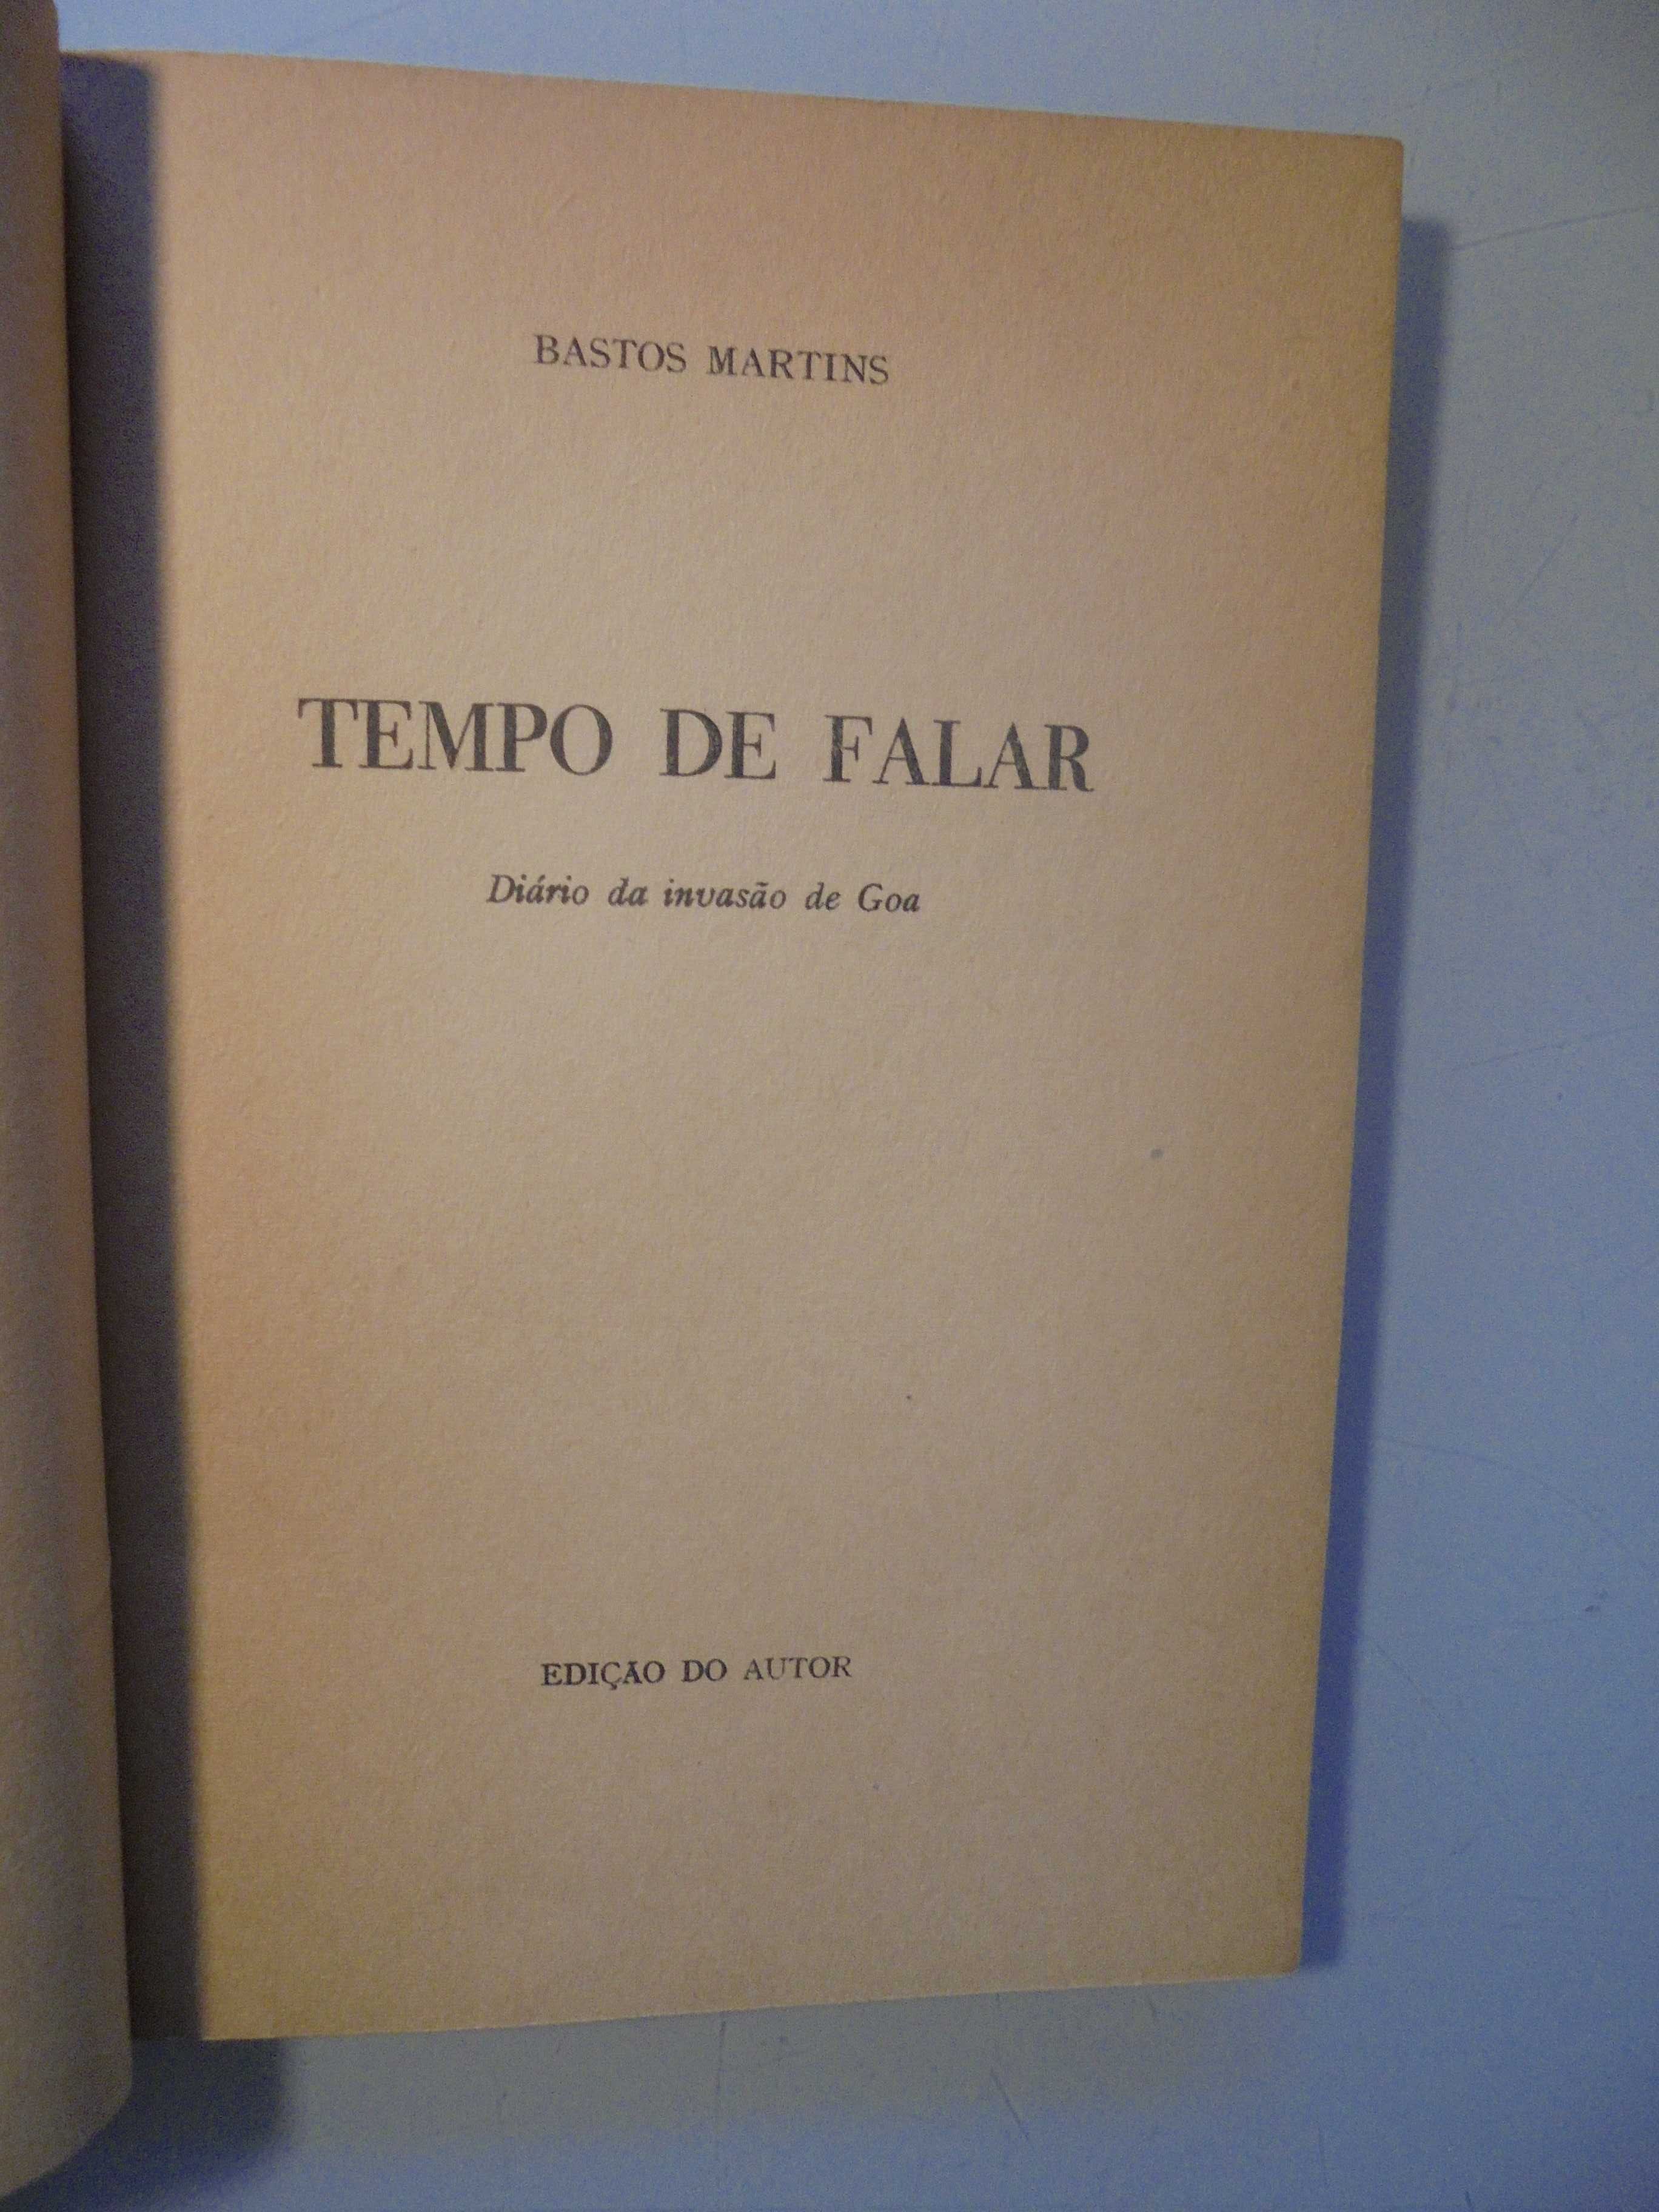 BASTOS MARTINS
TEMPO DE FALAR
Diário da invasão de Goa
EDIÇÃO DO AUTOR